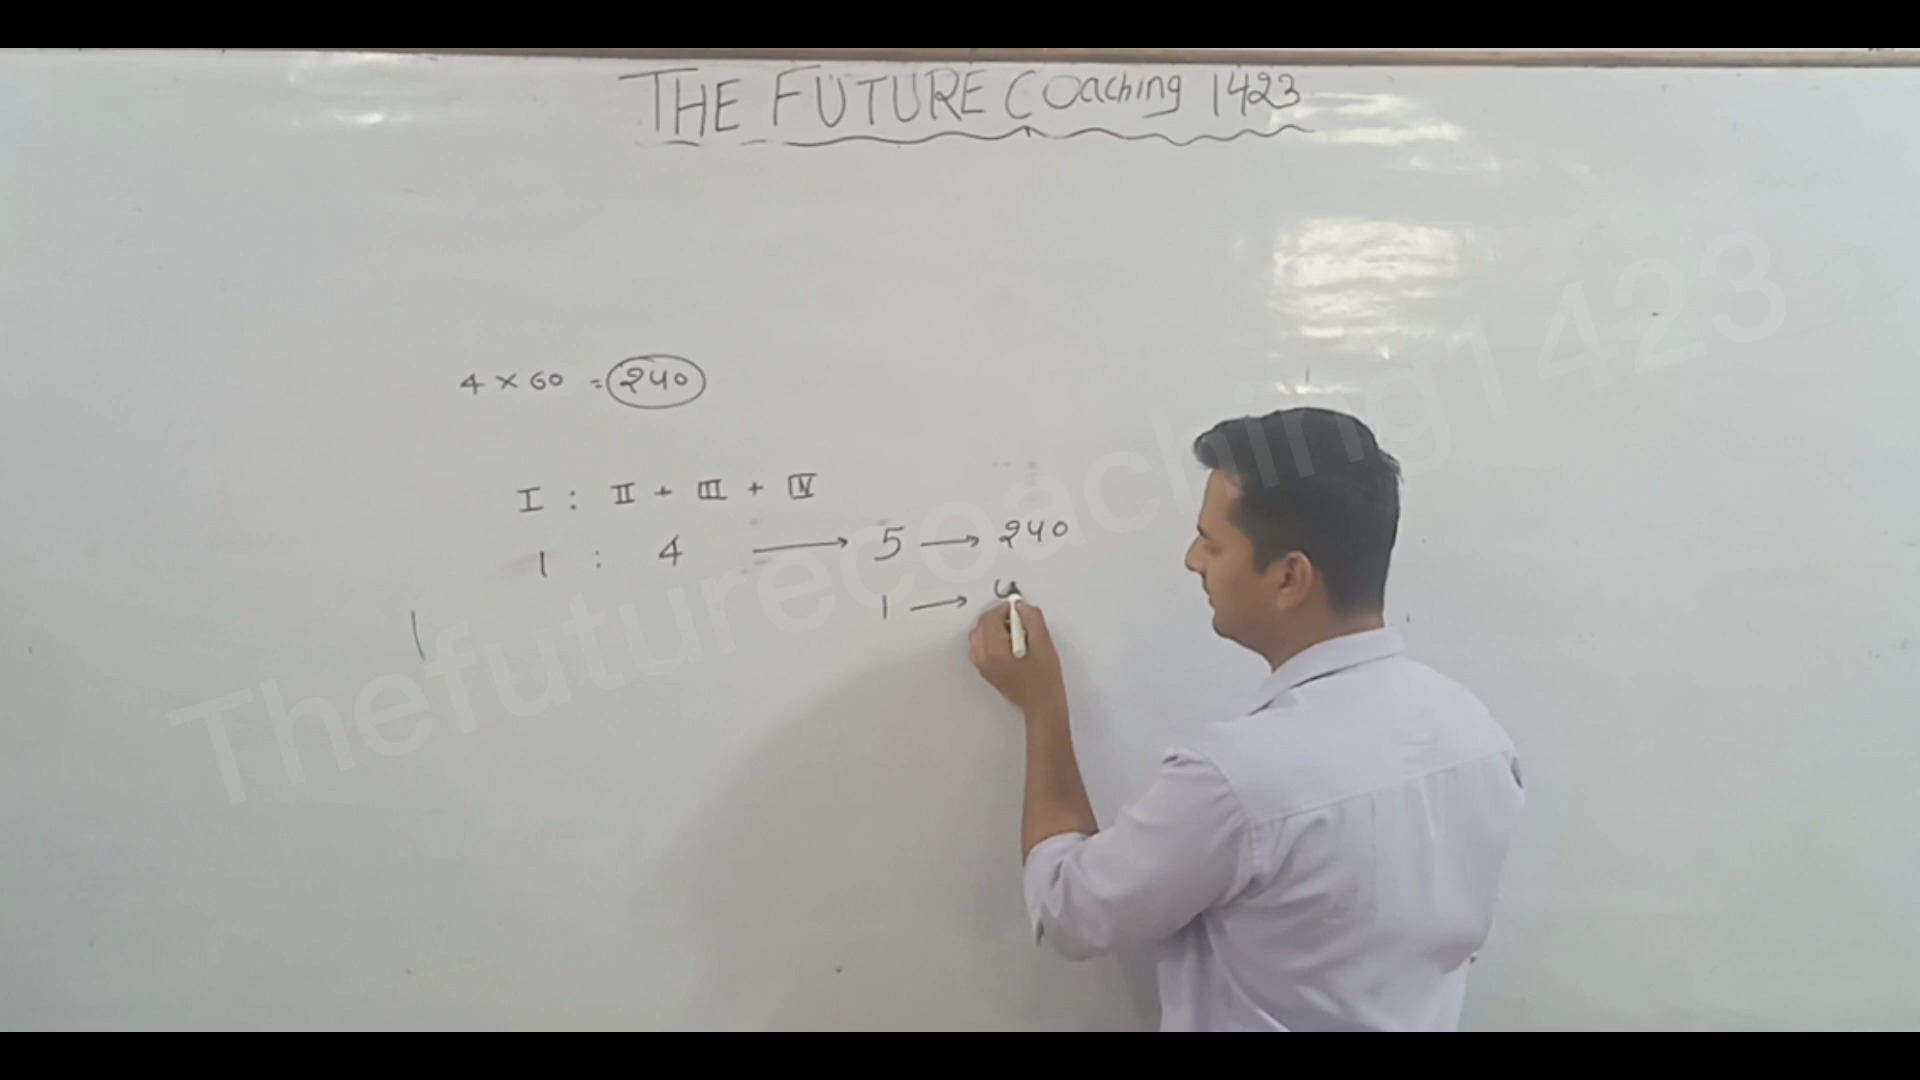 THE FUTURE Coaching 1423
4 × 60 = 240
I : II + III + IV
1 : 4 → 5 → 240
1 → 4
Thefuturecoaching1423